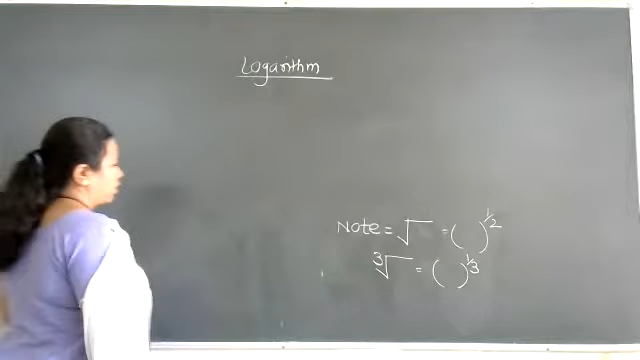 Logarithm
Note = √ = ( )^1/2
³√ = ( )^1/3